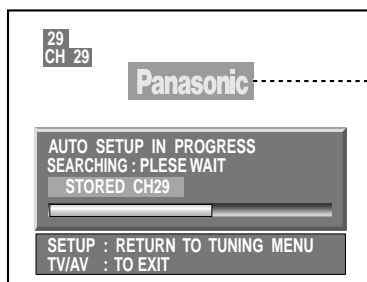 29
CH 29
Panasonic
AUTO SETUP IN PROGRESS
SEARCHING : PLESE WAIT
STORED CH29
SETUP : RETURN TO TUNING MENU
TV/AV : TO EXIT